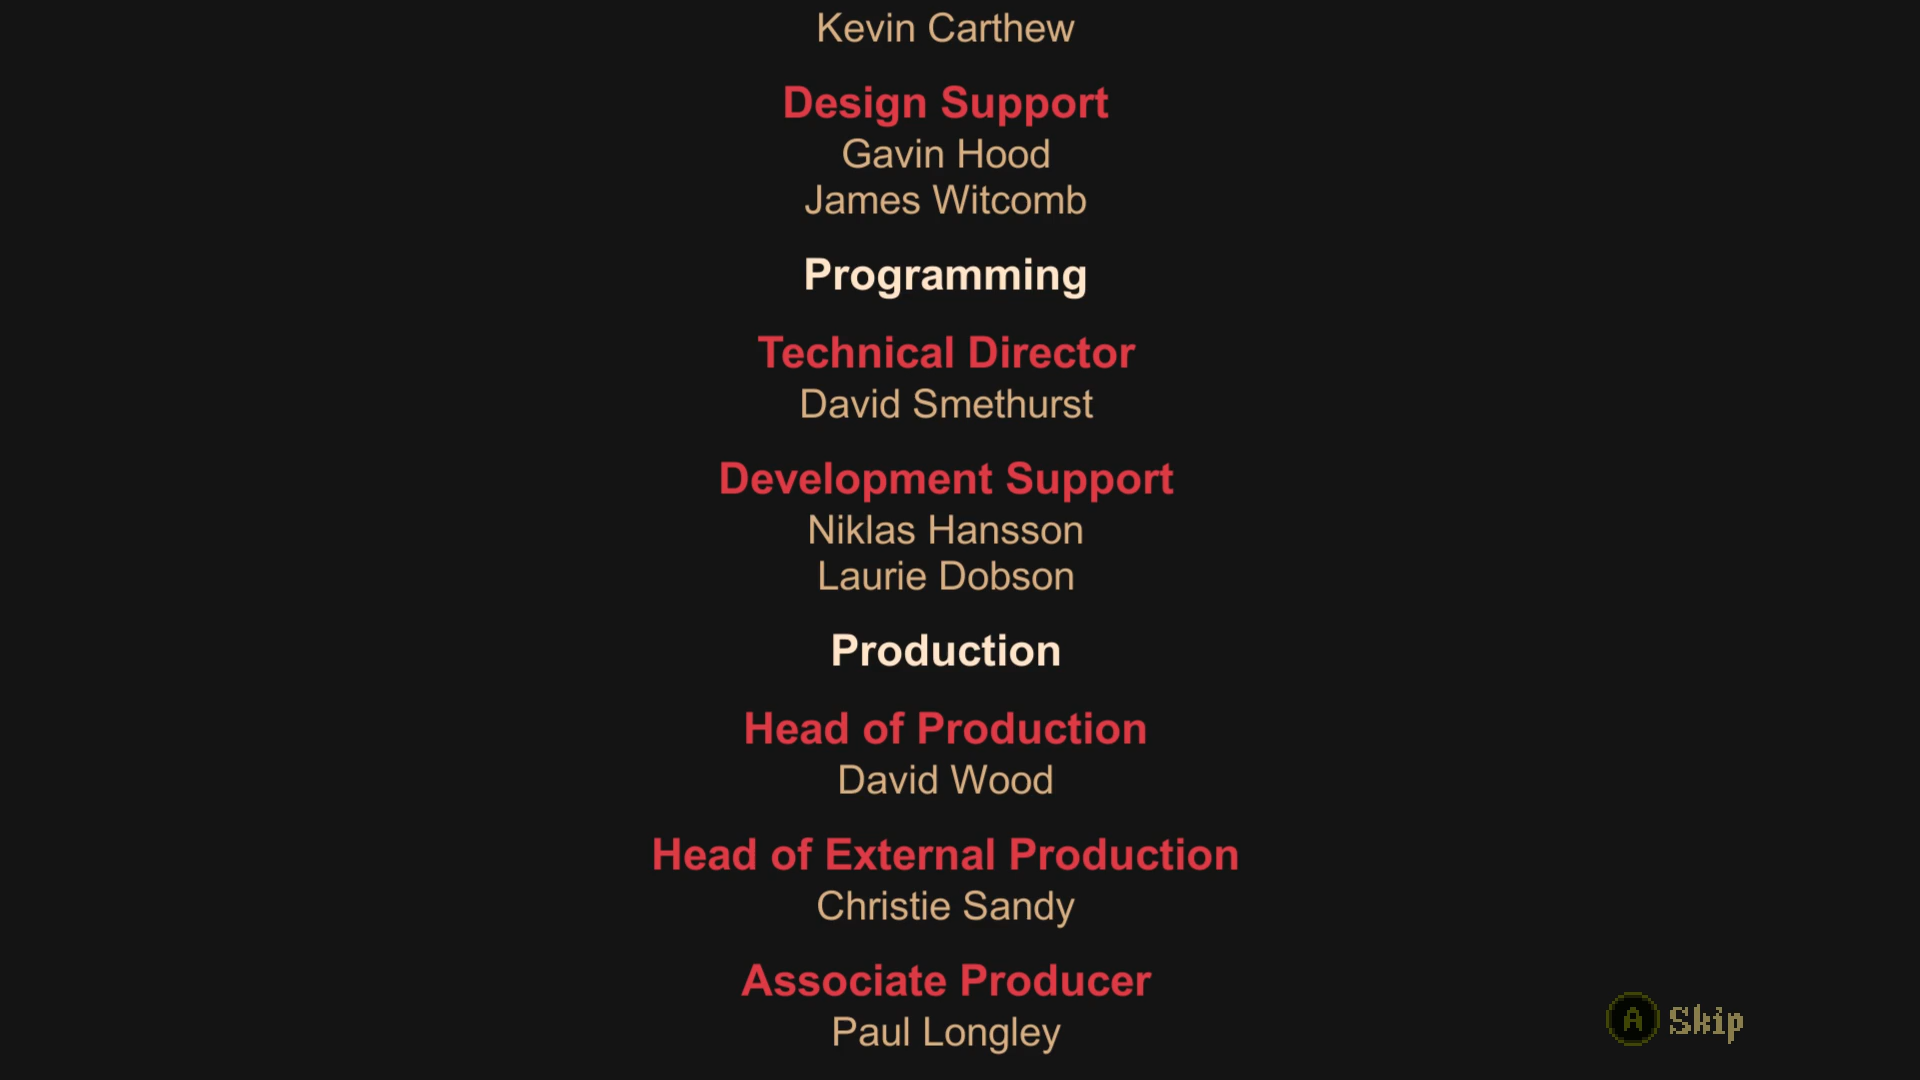 Kevin Carthew
Design Support
Gavin Hood
James Witcomb
Programming
Technical Director
David Smethurst
Development Support
Niklas Hansson
Laurie Dobson
Production
Head of Production
David Wood
Head of External Production
Christie Sandy
Associate Producer
Paul Longley
A Skip